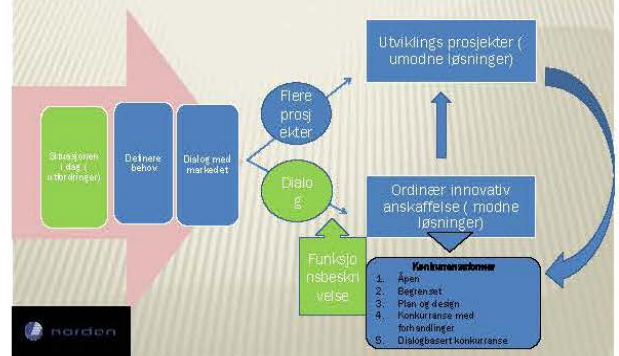 Utviklings prosjekter (
umodne løsninger)
Flere
prosj
ekter
Situasjonen
i dag (
utfordringer)
Definere
behov
Dialog med
markedet
Dialo
g
Ordinær innovativ
anskaffelse ( modne
løsninger)
Funksjo
nsbeskri
velse
Konkurranseformer
1. Åpen
2. Begrenset
3. Plan og design
4. Konkurranse med
forhandlinger
5. Dialogbasert konkurranse
norden